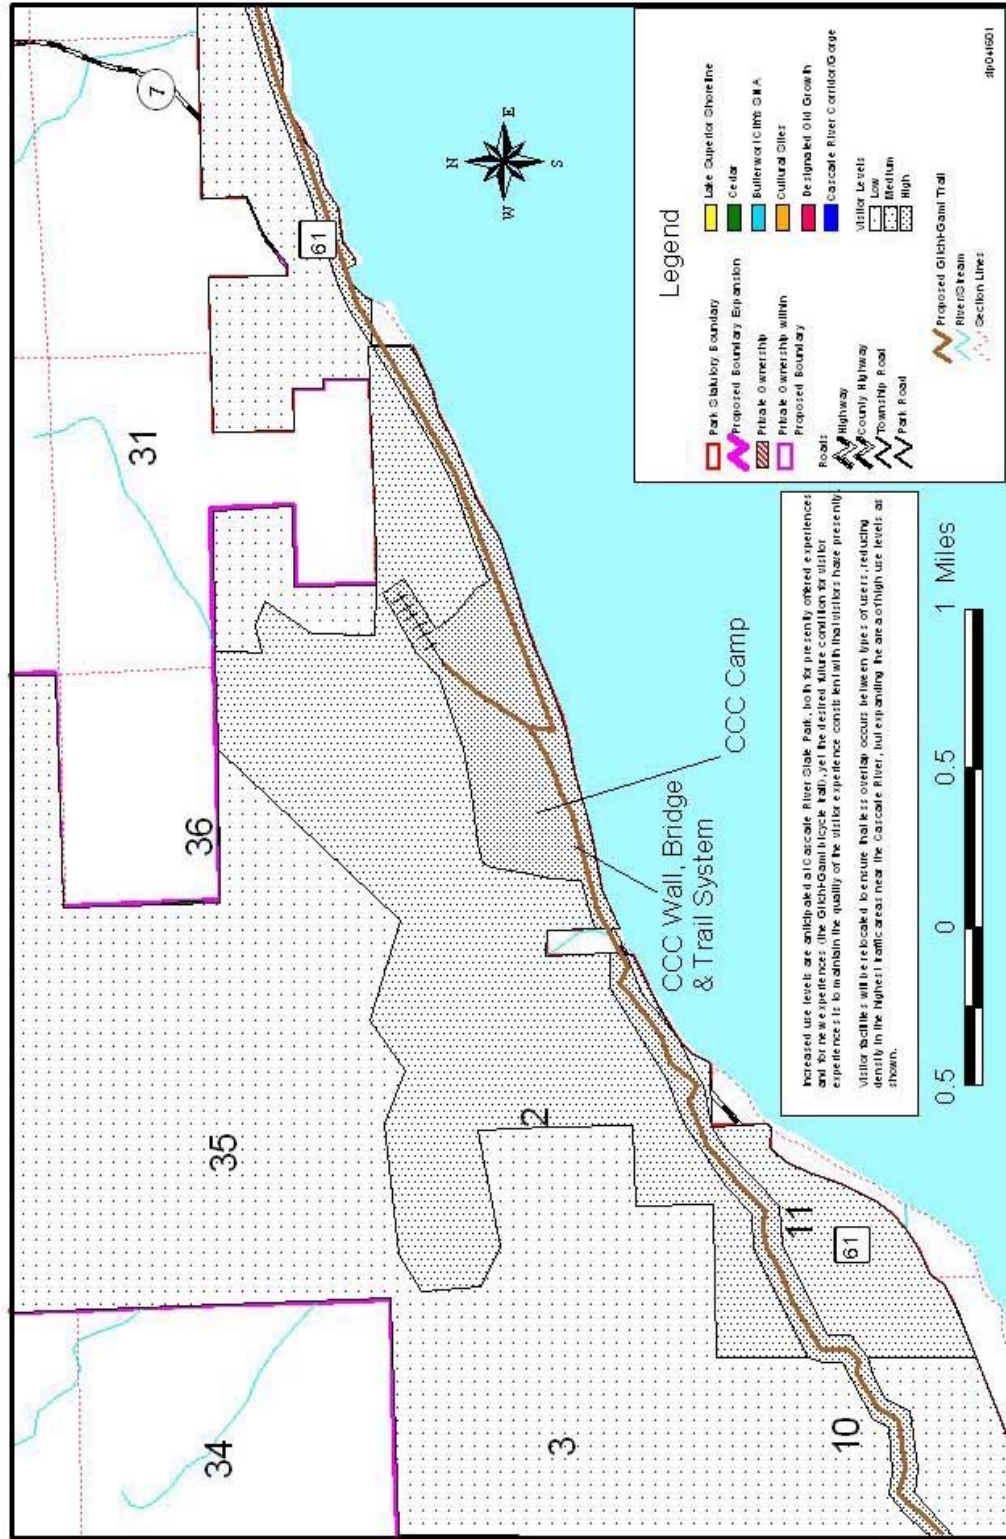 7
31
61
36
35
34
2
3
11
61
10
CCC Camp
CCC Wall, Bridge
& Trail System
N
E
S
W
Legend
Park Statutory Boundary
Proposed Boundary Expansion
Private Ownership
Private Ownership within
Proposed Boundary
Roads
Highway
County Highway
Township Road
Park Road
Lake Superior Shoreline
Cedar
Butterwort Cliffs SNA
Cultural Sites
Designated Old Growth
Cascade River Corridor/Gorge
Visitor Levels
Low
Medium
High
Proposed Gitchi-Gami Trail
River/Stream
Section Lines
Increased use levels are anticipated at Cascade River State Park, both for presently offered experiences
and for new experiences (the Gitchi-Gami bicycle trail), yet the desired future condition for visitor
experiences is to maintain the quality of the visitor experience consistent with that visitors have presently.
Visitor facilities will be relocated to ensure that less overlap occurs between types of users, reducing
density in the highest traffic areas near the Cascade River, but expanding the area of high use levels as
shown.
0.5 0 0.5 1 Miles